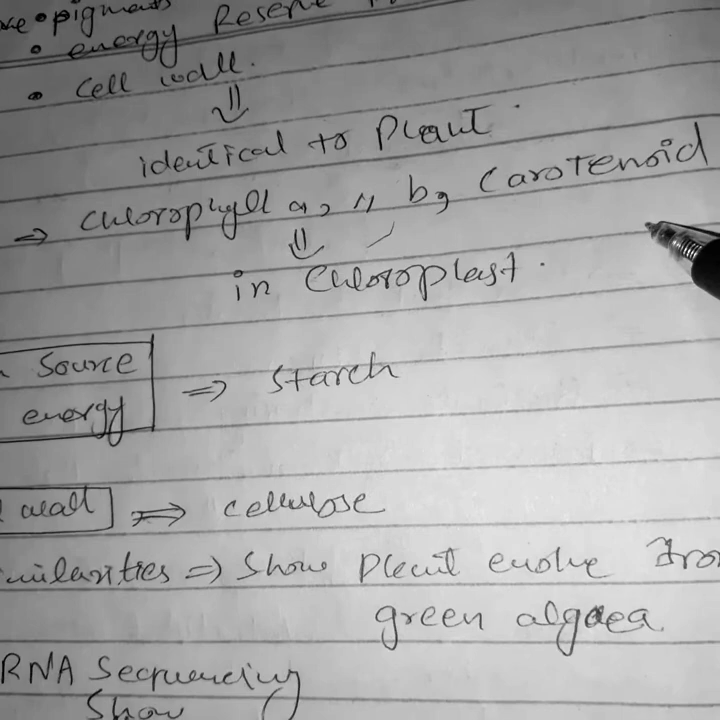 • pigments
• energy Reserve
• Cell wall.
⇓
identical to Plant.
⇒ Chlorophyll a, 〃 b, Carotenoid
⇓
in Chloroplast.
Source ⇒ Starch
energy
wall ⇒ cellulose
⇒ Show Plant evolve From
green algaea
RNA Sequencing
Show